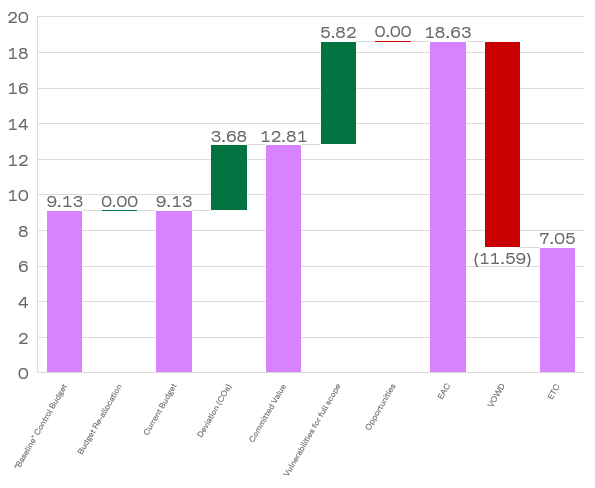 20
18
16
14
12
10
8
6
4
2
0
9.13
0.00
9.13
3.68
12.81
5.82
0.00
18.63
(11.59)
7.05
"Baseline" Control Budget
Budget Re-allocation
Current Budget
Deviation (COs)
Committed Value
Vulnerabilities for full scope
Opportunities
EAC
VOWD
ETC